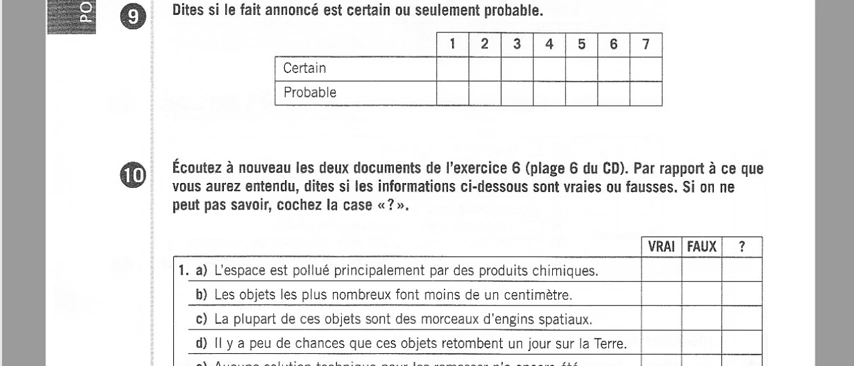 PO
9 Dites si le fait annoncé est certain ou seulement probable.
1 2 3 4 5 6 7
Certain
Probable
10 Écoutez à nouveau les deux documents de l'exercice 6 (plage 6 du CD). Par rapport à ce que
vous aurez entendu, dites si les informations ci-dessous sont vraies ou fausses. Si on ne
peut pas savoir, cochez la case «?».
VRAI FAUX ?
1. a) L'espace est pollué principalement par des produits chimiques.
b) Les objets les plus nombreux font moins de un centimètre.
c) La plupart de ces objets sont des morceaux d'engins spatiaux.
d) Il y a peu de chances que ces objets retombent un jour sur la Terre.